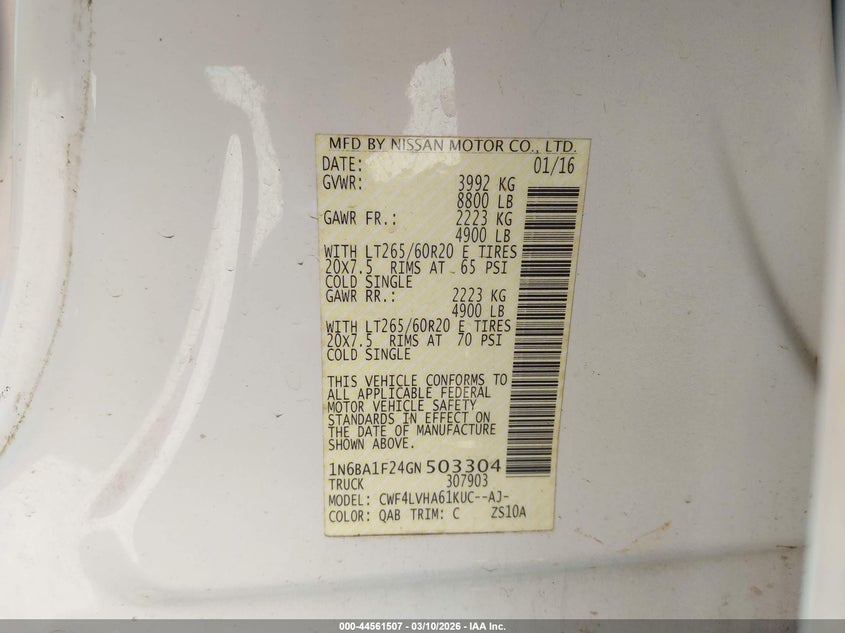 MFD BY NISSAN MOTOR CO., LTD.
DATE: 01/16
GVWR: 3992 KG
8800 LB
GAWR FR.: 2223 KG
4900 LB
WITH LT265/60R20 E TIRES
20X7.5 RIMS AT 65 PSI
COLD SINGLE
GAWR RR.: 2223 KG
4900 LB
WITH LT265/60R20 E TIRES
20X7.5 RIMS AT 70 PSI
COLD SINGLE
THIS VEHICLE CONFORMS TO
ALL APPLICABLE FEDERAL
MOTOR VEHICLE SAFETY
STANDARDS IN EFFECT ON
THE DATE OF MANUFACTURE
SHOWN ABOVE.
1N6BA1F24GN503304
TRUCK 307903
MODEL: CWF4LVHA61KUC--AJ-
COLOR: QAB TRIM: C ZS10A
000-44561507 - 03/10/2026 - IAA Inc.